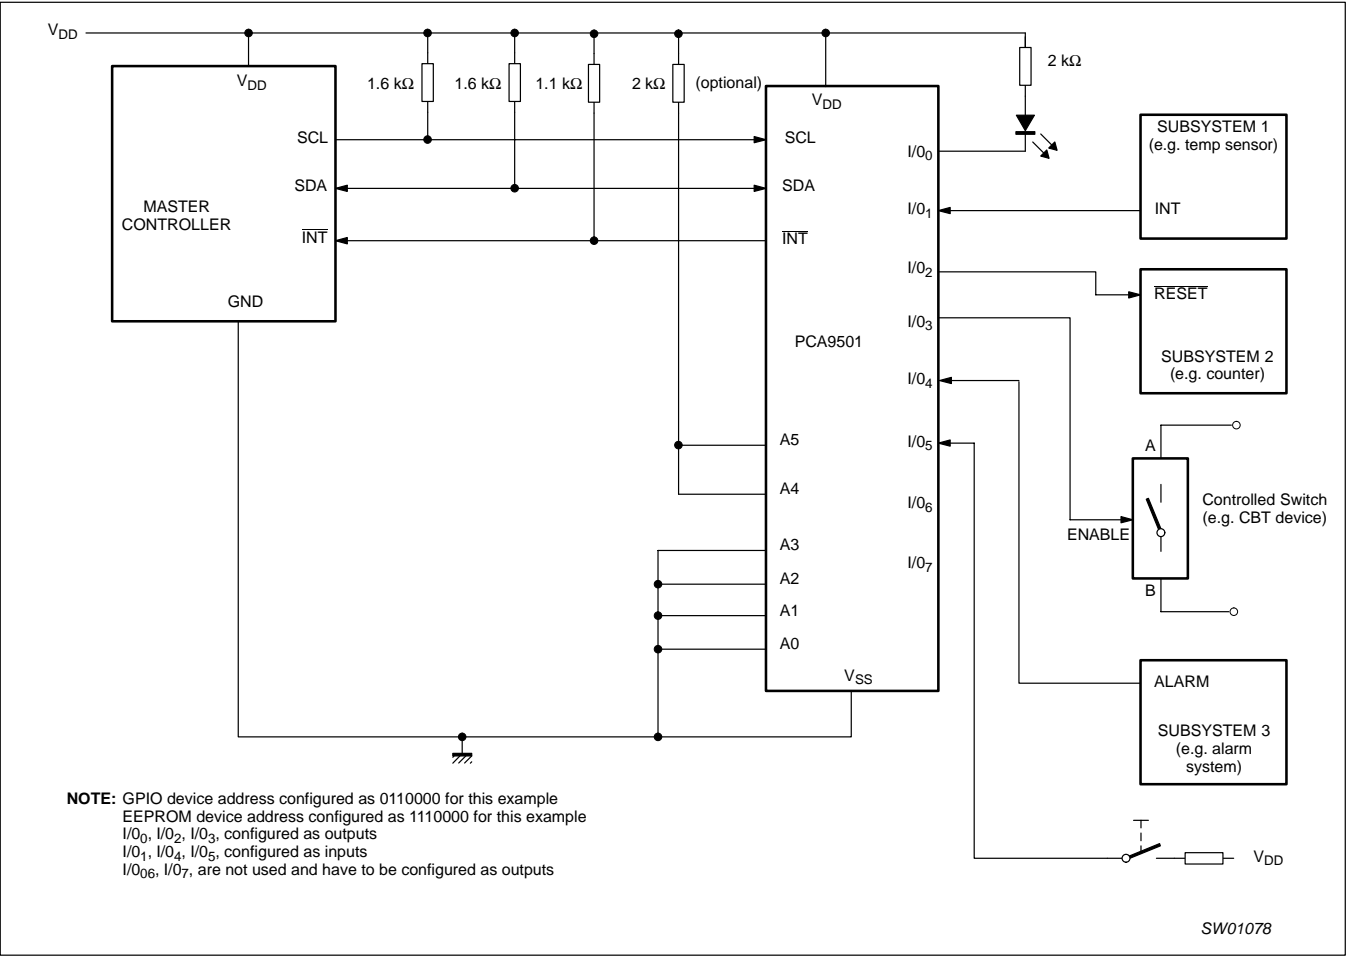 VDD
1.6 kΩ
1.6 kΩ
1.1 kΩ
2 kΩ
(optional)
2 kΩ
VDD
SCL
SDA
INT
MASTER
CONTROLLER
GND
VDD
SCL
SDA
INT
PCA9501
A5
A4
A3
A2
A1
A0
VSS
I/00
I/01
I/02
I/03
I/04
I/05
I/06
I/07
SUBSYSTEM 1
(e.g. temp sensor)
INT
RESET
SUBSYSTEM 2
(e.g. counter)
A
ENABLE
B
Controlled Switch
(e.g. CBT device)
ALARM
SUBSYSTEM 3
(e.g. alarm
system)
VDD
NOTE: GPIO device address configured as 0110000 for this example
EEPROM device address configured as 1110000 for this example
I/00, I/02, I/03, configured as outputs
I/01, I/04, I/05, configured as inputs
I/006, I/07, are not used and have to be configured as outputs
SW01078